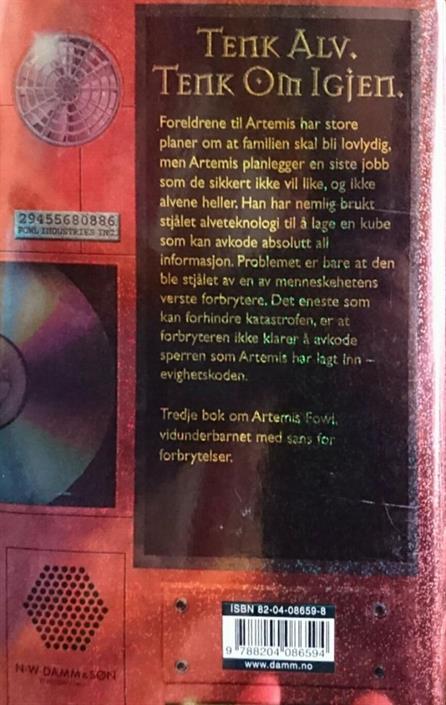 TENK ALV.
TENK OM IGJEN.
Foreldrene til Artemis har store
planer om at familien skal bli lovlydig,
men Artemis planlegger en siste jobb
som de sikkert ikke vil like, og ikke
alvene heller. Han har nemlig brukt
stjålet alveteknologi til å lage en kube
som kan avkode absolutt all
informasjon. Problemet er bare at den
ble stjålet av en av menneskehetens
verste forbrytere. Det eneste som
kan forhindre katastrofen, er at
forbryteren ikke klarer å avkode
sperren som Artemis har lagt inn –
evighetskoden.
Tredje bok om Artemis Fowl,
vidunderbarnet med sans for
forbrytelser.
29455680886
FOWL INDUSTRIES INC.
N·W·DAMM & SØN
ISBN 82-04-08659-8
9 788204 086594
www.damm.no